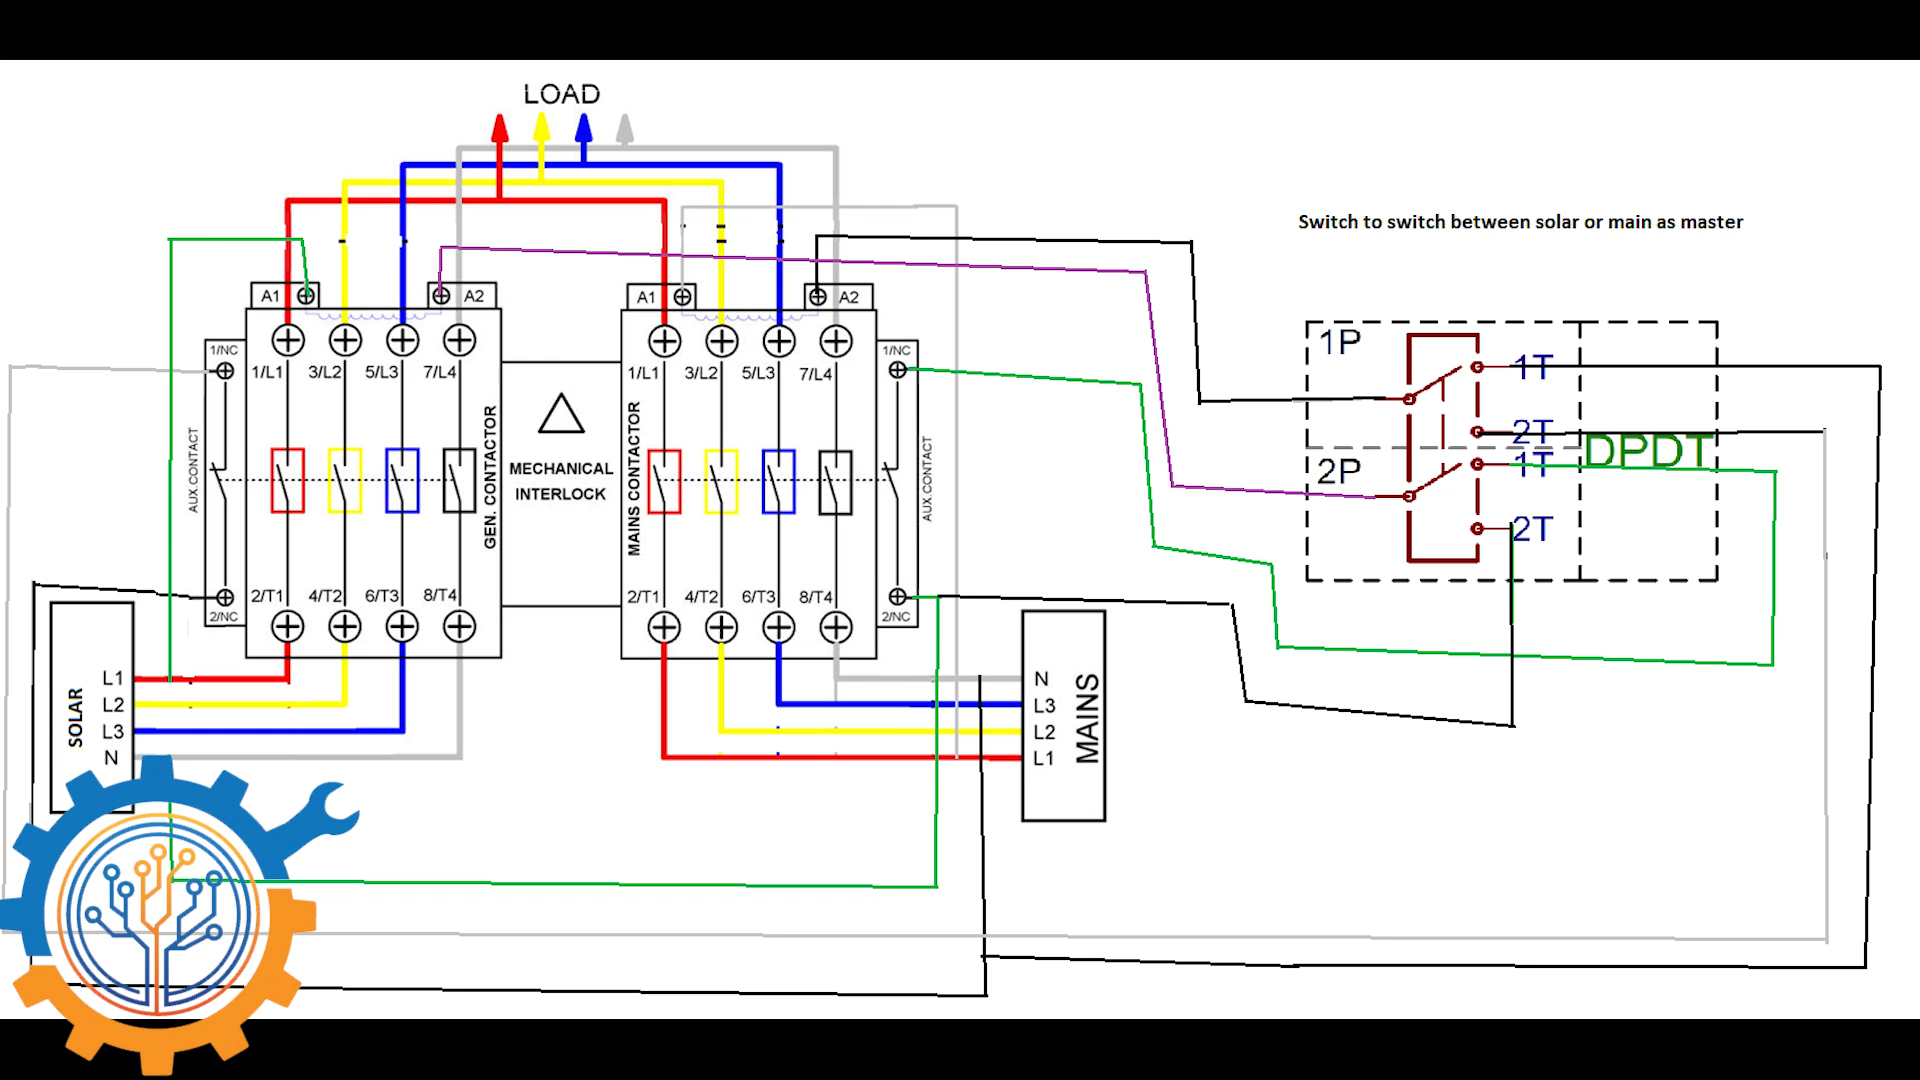 LOAD
Switch to switch between solar or main as master
A1
A2
A1
A2
1/NC
1/L1
3/L2
5/L3
7/L4
1/L1
3/L2
5/L3
7/L4
1/NC
AUX.CONTACT
GEN. CONTACTOR
MECHANICAL
INTERLOCK
MAINS CONTACTOR
AUX.CONTACT
2/NC
2/T1
4/T2
6/T3
8/T4
2/T1
4/T2
6/T3
8/T4
2/NC
1P
1T
2T
2P
1T
2T
DPDT
SOLAR
L1
L2
L3
N
N
L3
L2
L1
MAINS